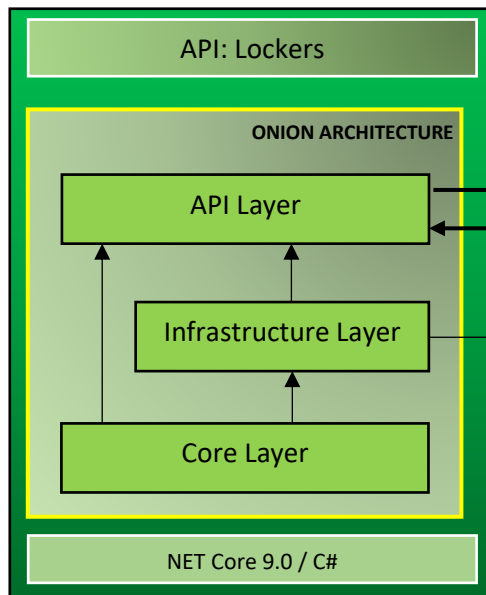 API: Lockers
ONION ARCHITECTURE
API Layer
Infrastructure Layer
Core Layer
NET Core 9.0 / C#